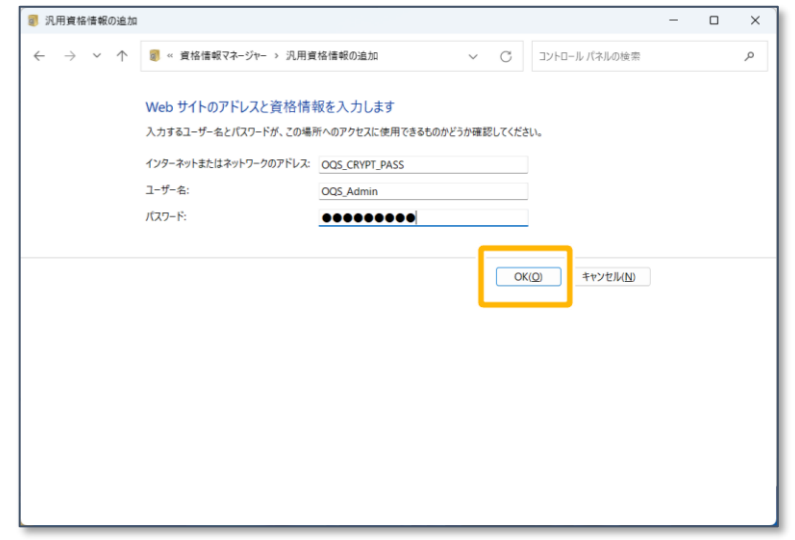 汎用資格情報の追加
« 資格情報マネージャー › 汎用資格情報の追加
コントロール パネルの検索
Web サイトのアドレスと資格情報を入力します
入力するユーザー名とパスワードが、この場所へのアクセスに使用できるものかどうか確認してください。
インターネットまたはネットワークのアドレス: OQS_CRYPT_PASS
ユーザー名: OQS_Admin
パスワード: ●●●●●●●●●
OK(O) キャンセル(N)